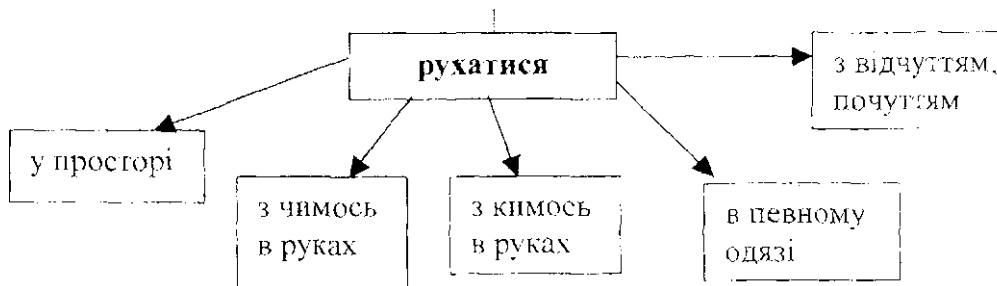 рухатися
з відчуттям,
почуттям
у просторі
з чимось
в руках
з кимось
в руках
в певному
одязі